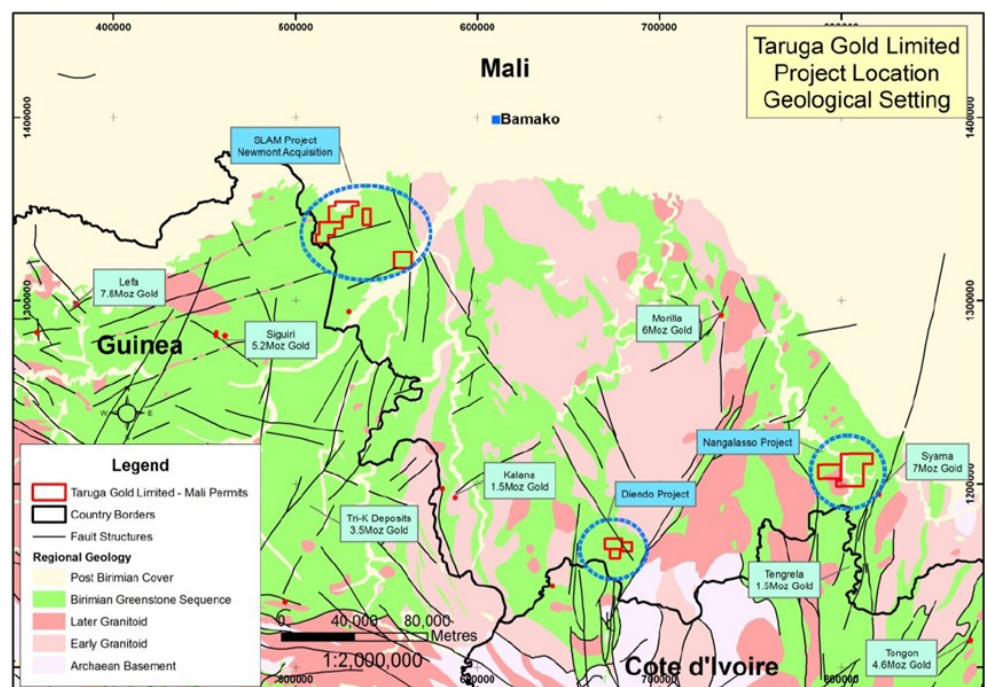 400000
500000
600000
700000
Mali
Taruga Gold Limited
Project Location
Geological Setting
1400000
1400000
Bamako
SLAM Project
Newmont Acquisition
Lefa
7.8Moz Gold
1300000
1300000
Morilla
6Moz Gold
Siguiri
5.2Moz Gold
Guinea
W
E
Nangalasso Project
Syama
7Moz Gold
Kalana
1.5Moz Gold
Diendo Project
1200000
Tri-K Deposits
3.5Moz Gold
Tengrela
1.5Moz Gold
Tongon
4.6Moz Gold
Cote d'Ivoire
Legend
Taruga Gold Limited - Mali Permits
Country Borders
Fault Structures
Regional Geology
Post Birimian Cover
Birimian Greenstone Sequence
Later Granitoid
Early Granitoid
Archaean Basement
0
40,000
80,000
Metres
1:2,000,000